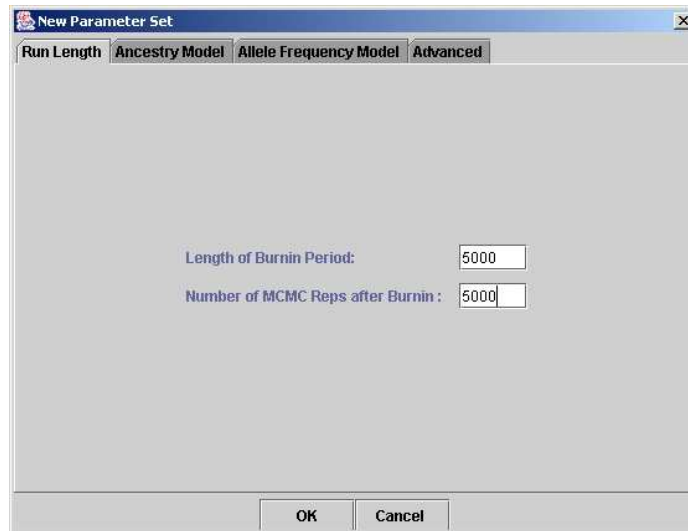 New Parameter Set
Run Length Ancestry Model Allele Frequency Model Advanced
Length of Burnin Period: 5000
Number of MCMC Reps after Burnin : 5000
OK Cancel